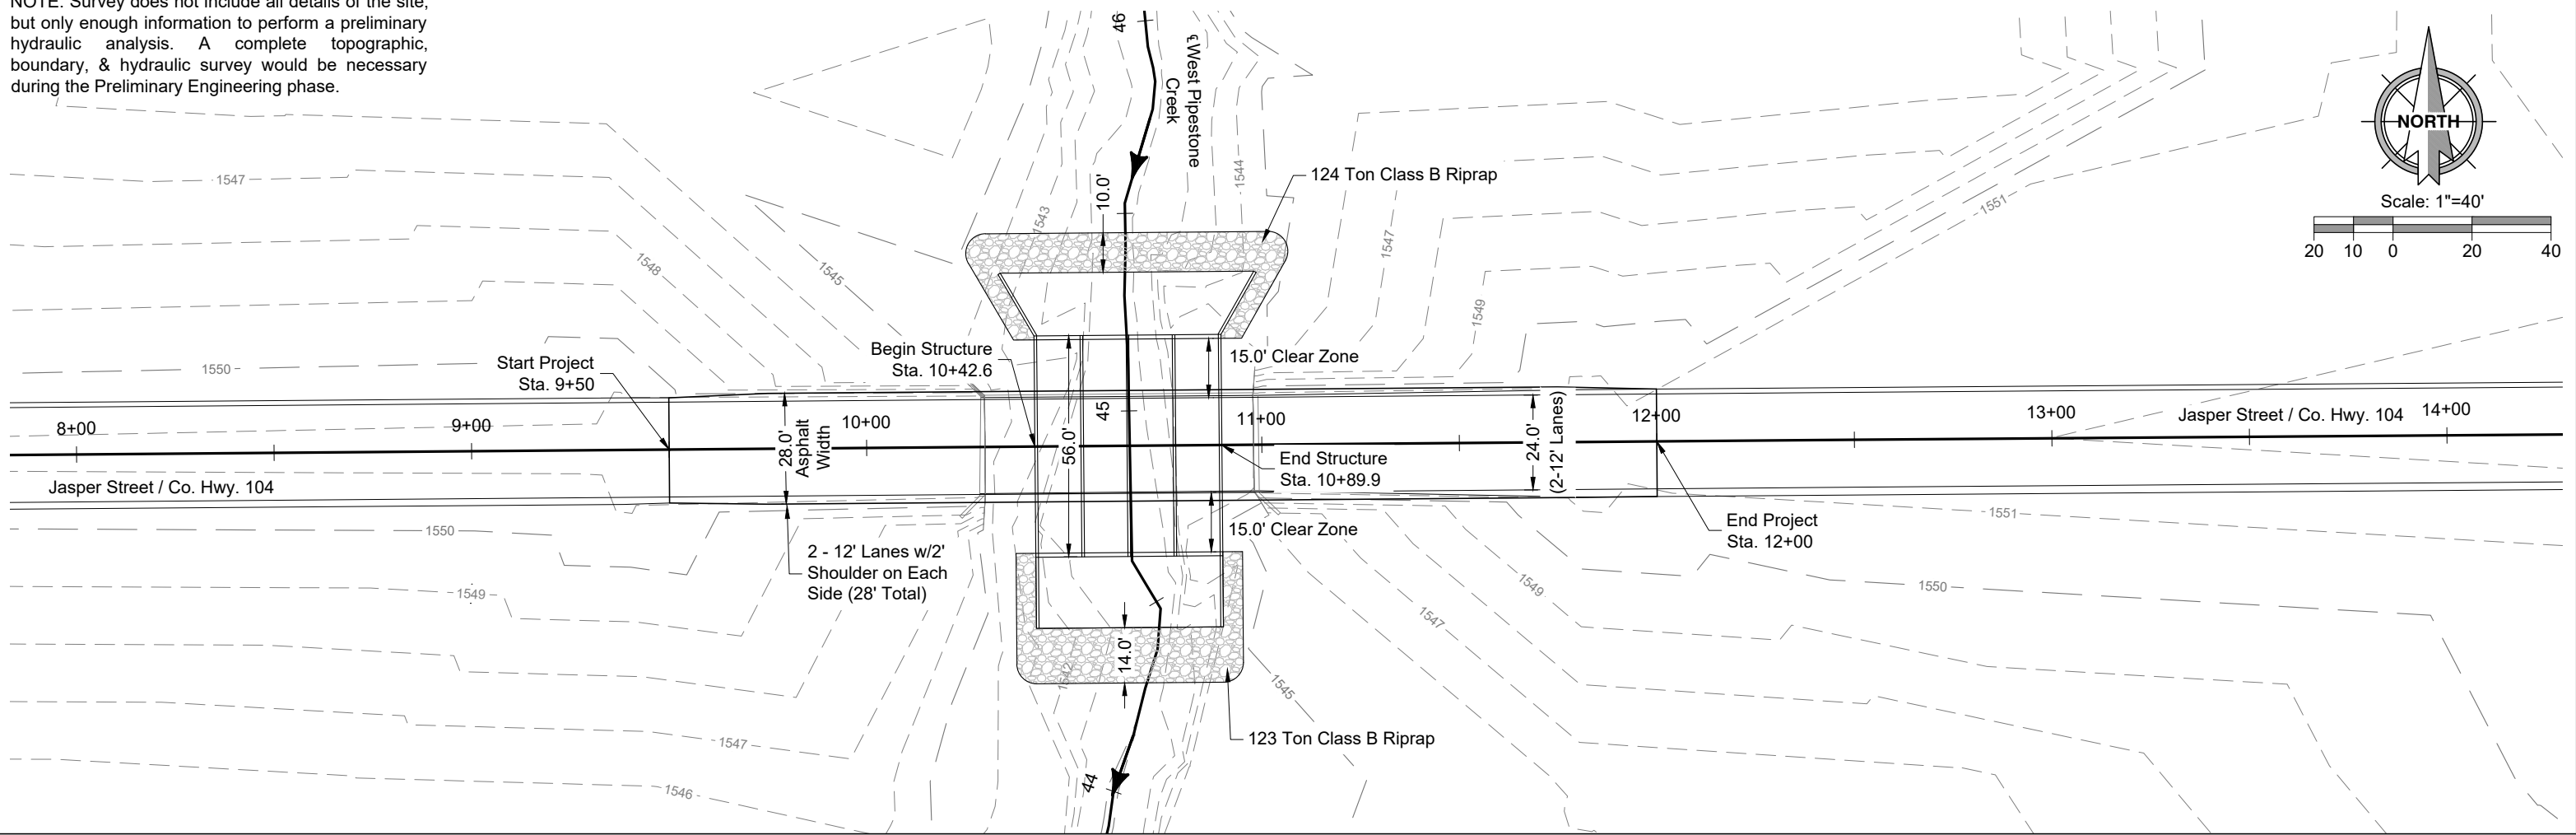 NOTE: Survey does not include all details of the site,
but only enough information to perform a preliminary
hydraulic analysis. A complete topographic,
boundary, & hydraulic survey would be necessary
during the Preliminary Engineering phase.
46
℄ West Pipestone
Creek
NORTH
Scale: 1"=40'
20 10 0 20 40
124 Ton Class B Riprap
10.0'
1547
1543
1544
1551
1547
1548
1545
1549
1550
Start Project
Sta. 9+50
Begin Structure
Sta. 10+42.6
15.0' Clear Zone
8+00
9+00
10+00
45
11+00
12+00
13+00
14+00
Jasper Street / Co. Hwy. 104
28.0'
Asphalt
Width
56.0'
24.0'
(2-12' Lanes)
End Structure
Sta. 10+89.9
Jasper Street / Co. Hwy. 104
15.0' Clear Zone
End Project
Sta. 12+00
1551
1550
2 - 12' Lanes w/2'
Shoulder on Each
Side (28' Total)
1549
1549
1550
1547
14.0'
1542
1545
1547
123 Ton Class B Riprap
44
1546